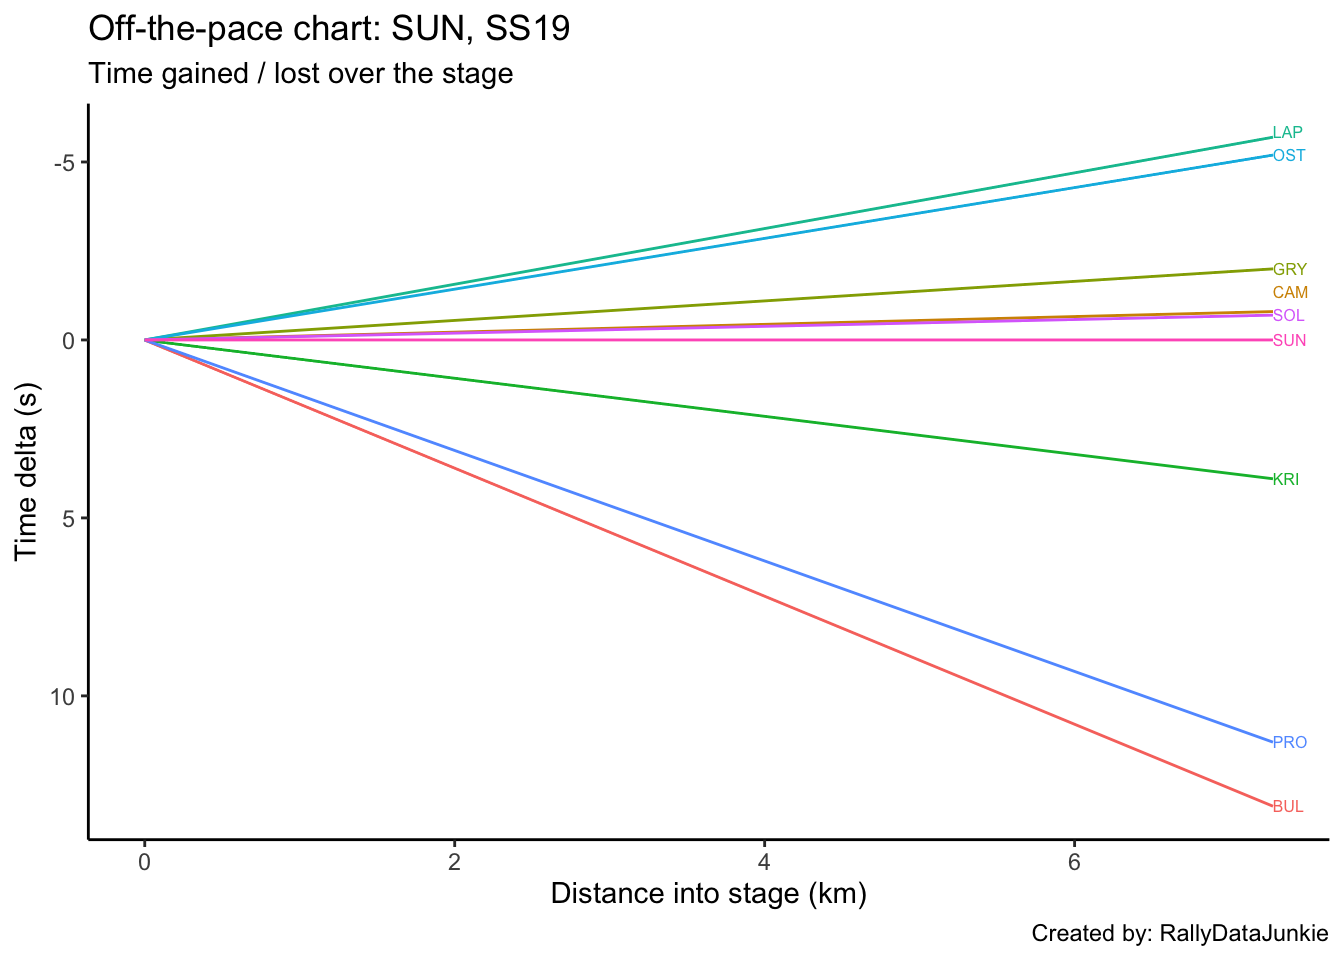 Off-the-pace chart: SUN, SS19
Time gained / lost over the stage
Time delta (s)
-5
0
5
10
LAP
OST
GRY
CAM
SOL
SUN
KRI
PRO
BUL
0 2 4 6
Distance into stage (km)
Created by: RallyDataJunkie